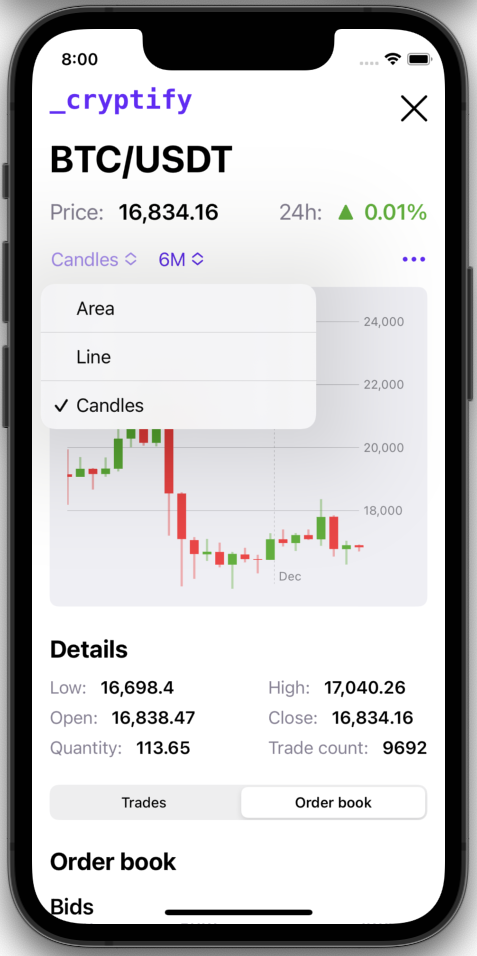 8:00
_cryptify
BTC/USDT
Price: 16,834.16 24h: ▲ 0.01%
Candles 6M
Area
24,000
Line
22,000
✓ Candles
20,000
18,000
Dec
Details
Low: 16,698.4 High: 17,040.26
Open: 16,838.47 Close: 16,834.16
Quantity: 113.65 Trade count: 9692
Trades Order book
Order book
Bids